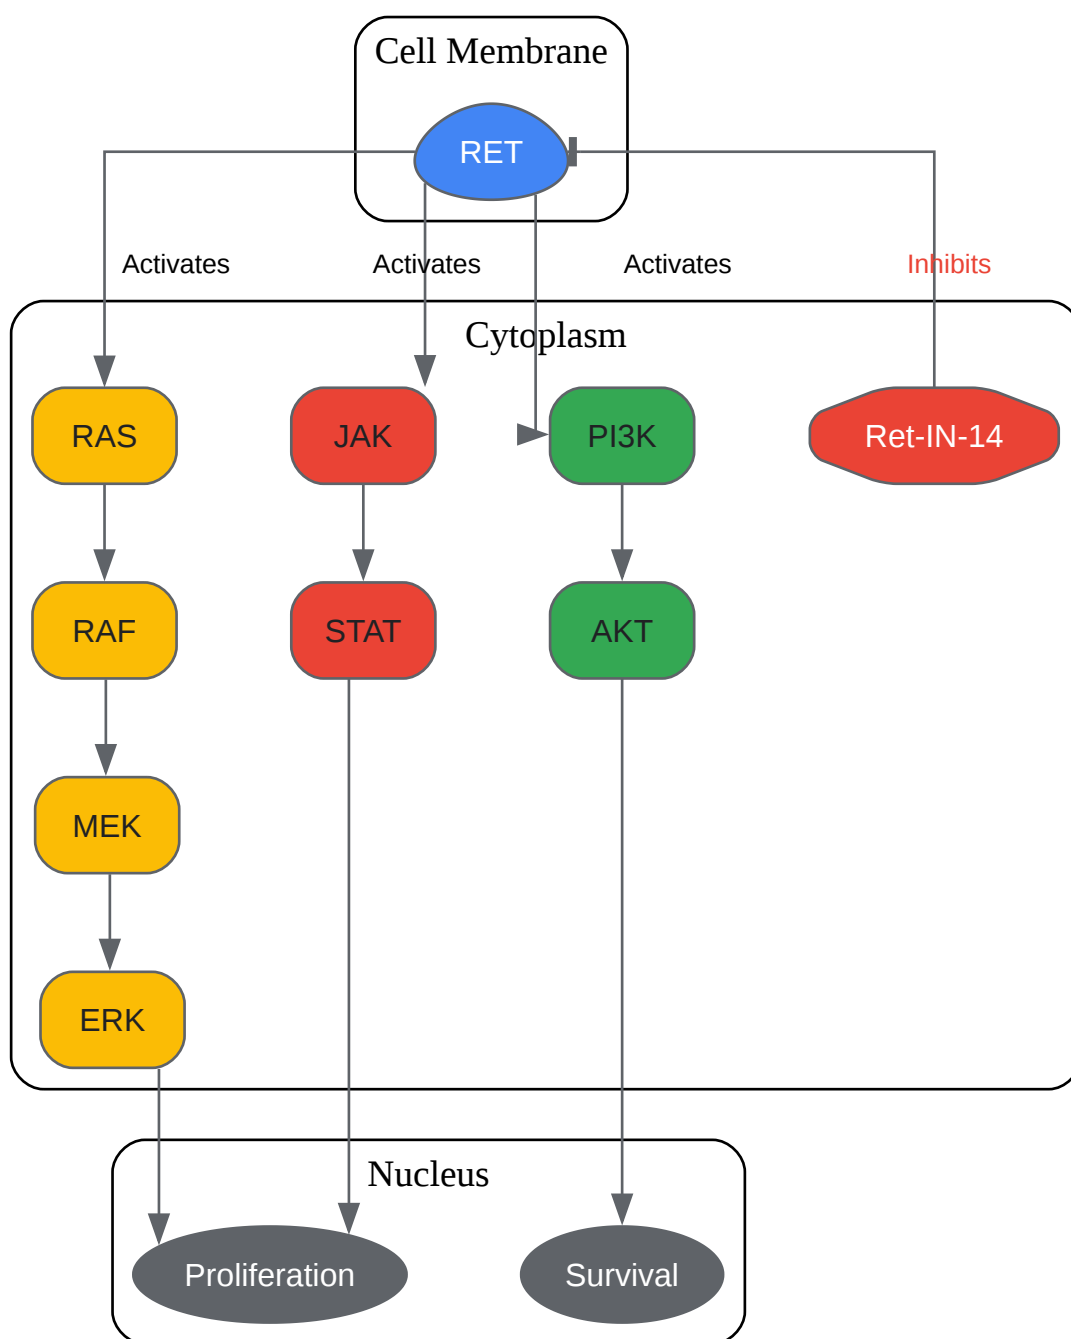 Cell Membrane
RET
Activates
Activates
Activates
Inhibits
Cytoplasm
RAS
JAK
PI3K
Ret-IN-14
RAF
STAT
AKT
MEK
ERK
Nucleus
Proliferation
Survival